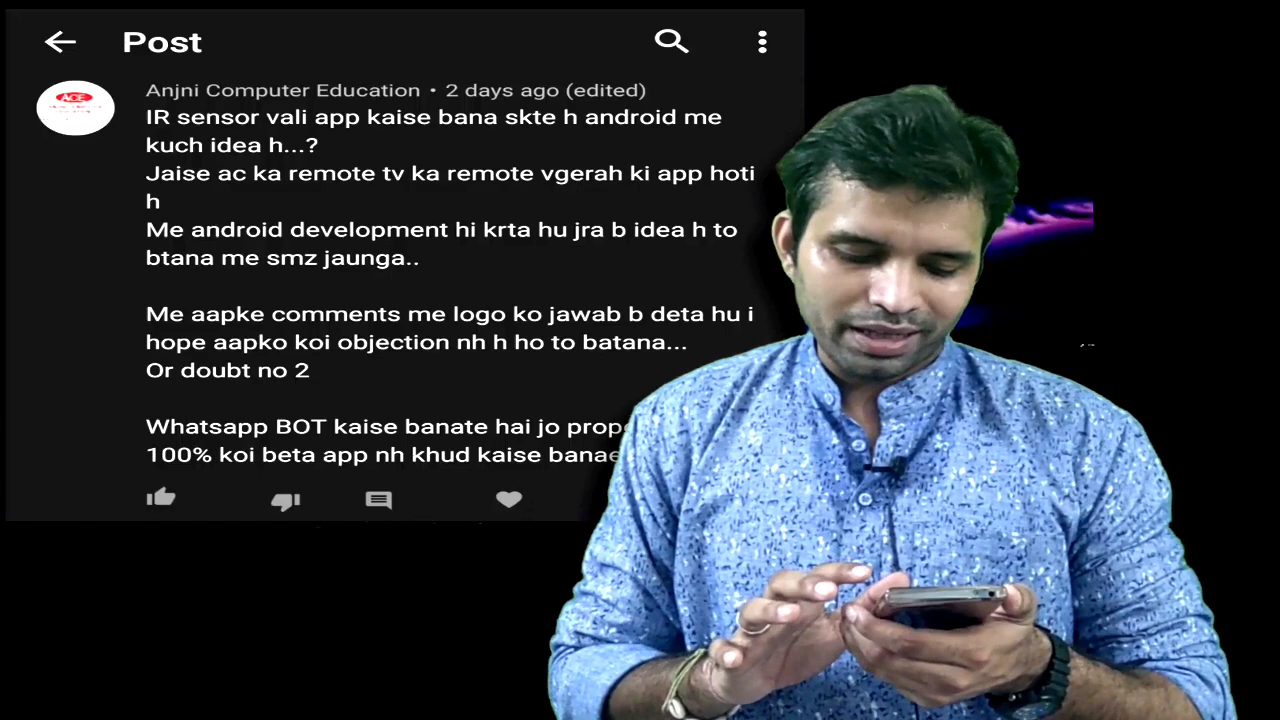 Post
Anjni Computer Education • 2 days ago (edited)
ACE
IR sensor vali app kaise bana skte h android me
kuch idea h...?
Jaise ac ka remote tv ka remote vgerah ki app hoti
h
Me android development hi krta hu jra b idea h to
btana me smz jaunga..
Me aapke comments me logo ko jawab b deta hu i
hope aapko koi objection nh h ho to batana...
Or doubt no 2
Whatsapp BOT kaise banate hai jo
100% koi beta app nh khud kaise